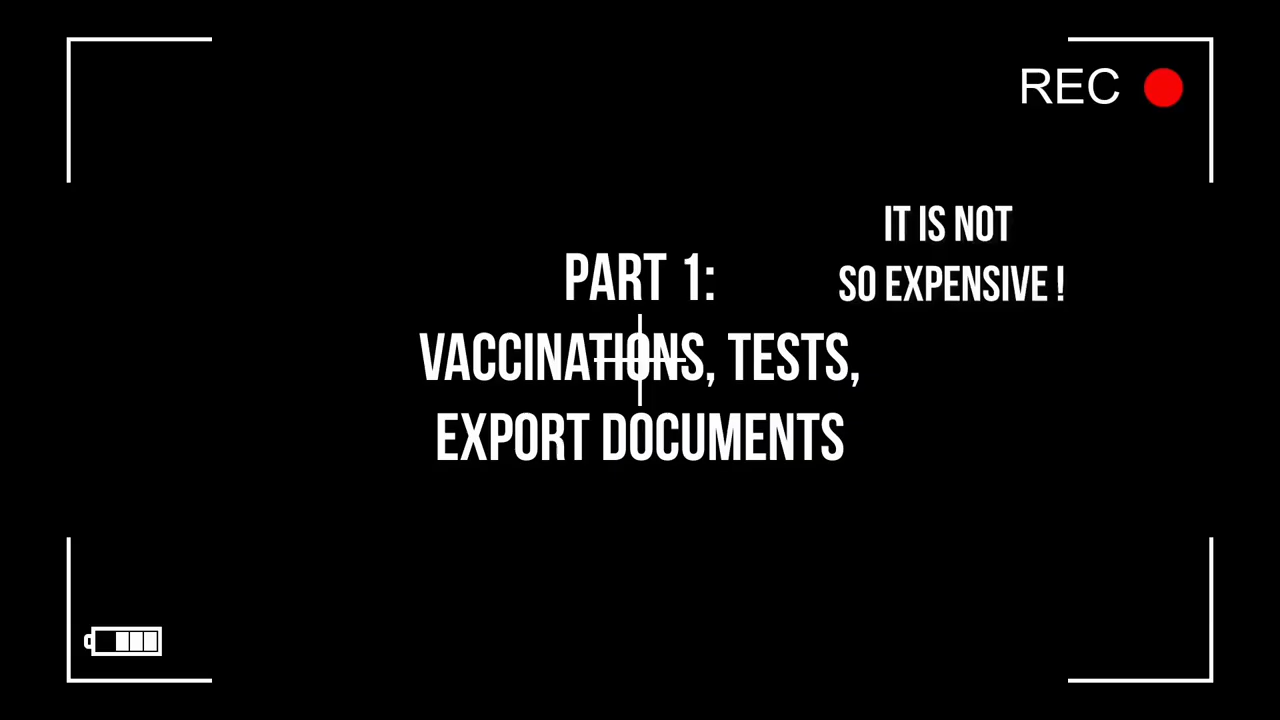 REC
IT IS NOT
SO EXPENSIVE !
PART 1:
VACCINATIONS, TESTS,
EXPORT DOCUMENTS